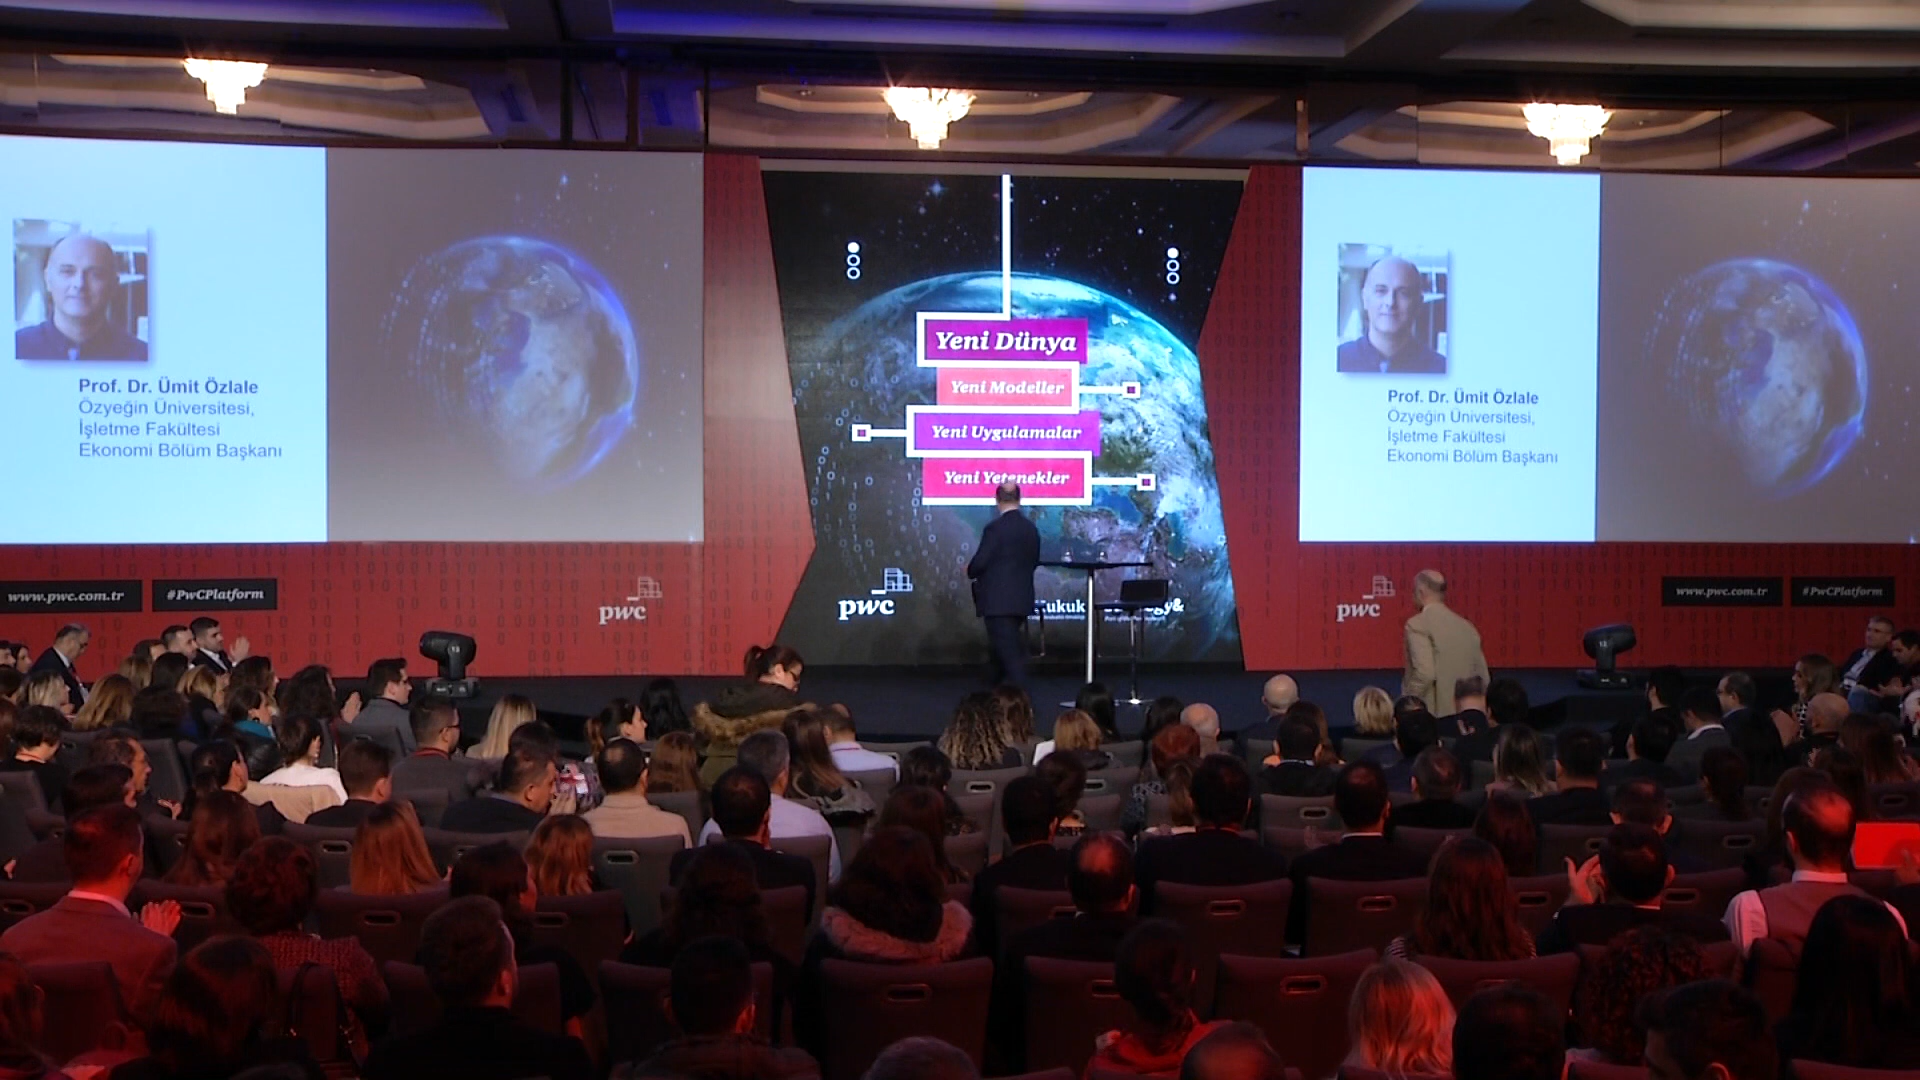 Prof. Dr. Ümit Özlale
Özyeğin Üniversitesi,
İşletme Fakültesi
Ekonomi Bölüm Başkanı
www.pwc.com.tr
#PwCPlatform
pwc
Yeni Dünya
Yeni Modeller
Yeni Uygulamalar
Yeni Yetenekler
pwc
Prof. Dr. Ümit Özlale
Özyeğin Üniversitesi,
İşletme Fakültesi
Ekonomi Bölüm Başkanı
pwc
www.pwc.com.tr
#PwCPlatform